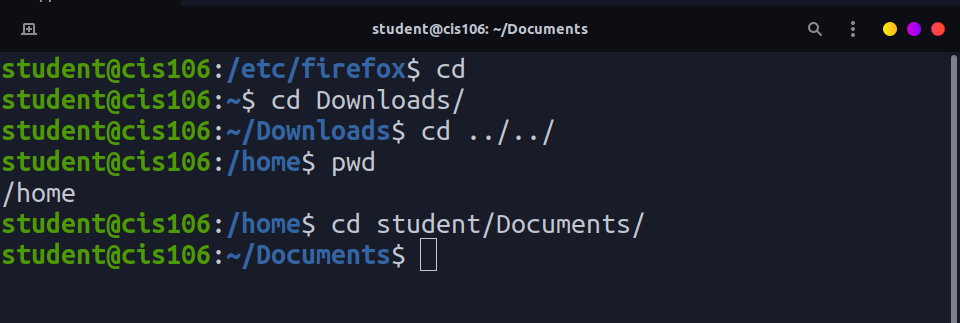 student@cis106: ~/Documents
student@cis106:/etc/firefox$ cd
student@cis106:~$ cd Downloads/
student@cis106:~/Downloads$ cd ../../
student@cis106:/home$ pwd
/home
student@cis106:/home$ cd student/Documents/
student@cis106:~/Documents$